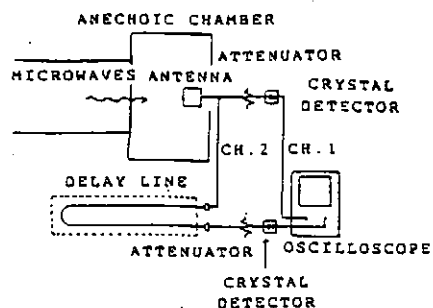 ANECHOIC CHAMBER
ATTENUATOR
MICROWAVES ANTENNA
CRYSTAL
DETECTOR
CH.2
CH.1
DELAY LINE
ATTENUATOR
OSCILLOSCOPE
CRYSTAL
DETECTOR